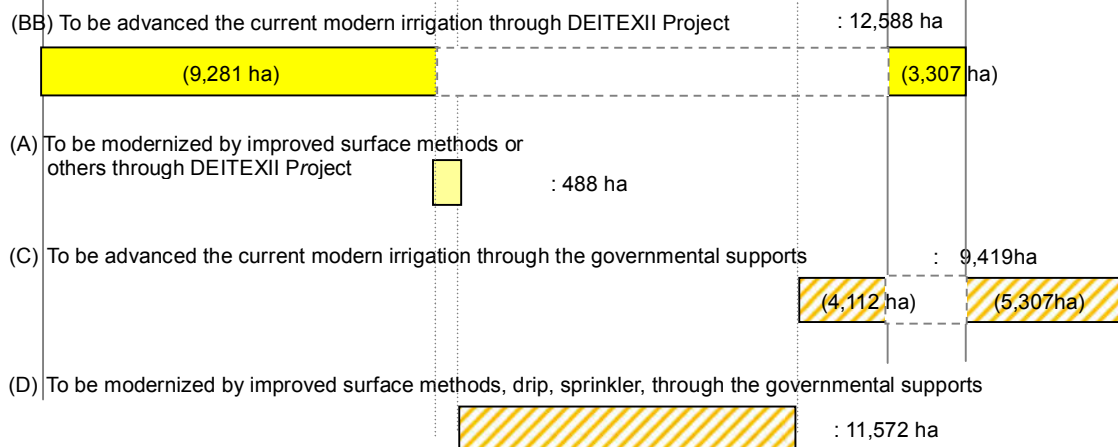 (BB) To be advanced the current modern irrigation through DEITEXII Project : 12,588 ha
(9,281 ha) (3,307 ha)
(A) To be modernized by improved surface methods or
others through DEITEXII Project
: 488 ha
(C) To be advanced the current modern irrigation through the governmental supports : 9,419ha
(4,112 ha) (5,307ha)
(D) To be modernized by improved surface methods, drip, sprinkler, through the governmental supports
: 11,572 ha